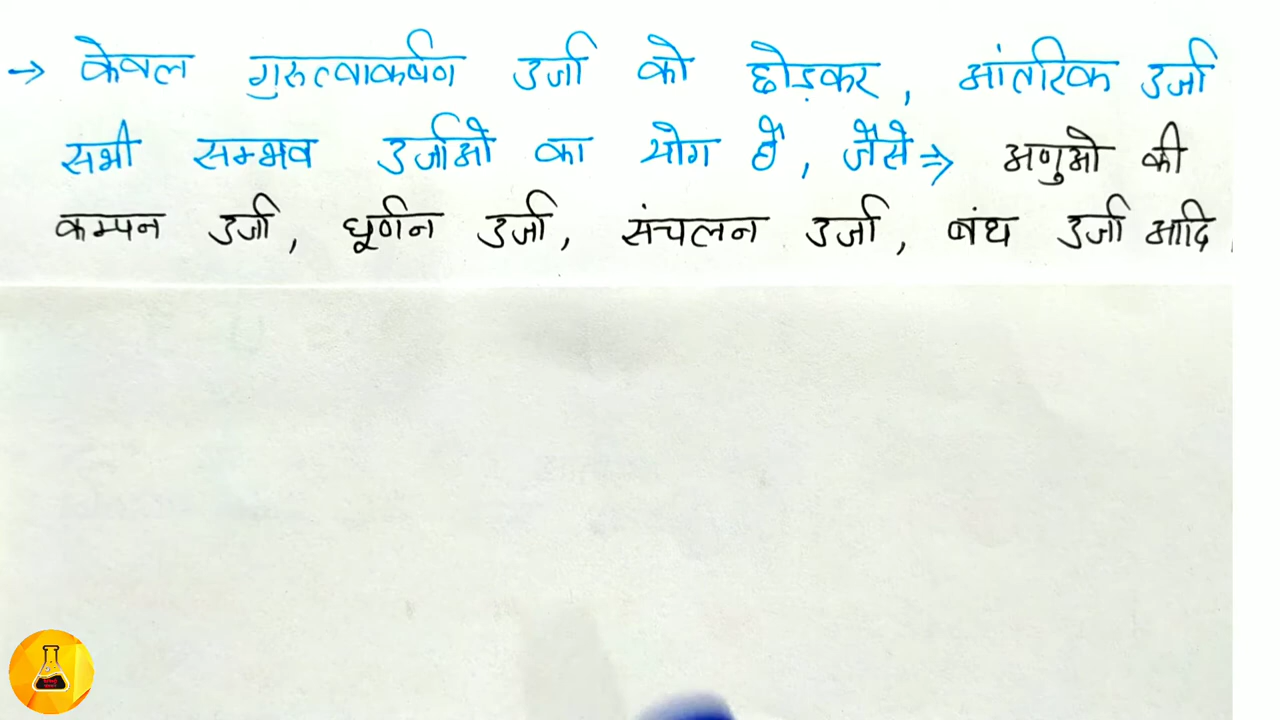 → केवल गुरुत्वाकर्षण उर्जा को छोड़कर, आंतरिक उर्जा
सभी सम्भव उर्जाओ का योग है, जैसे⇒ अणुओ की
कम्पन उर्जा, घूर्णन उर्जा, संचलन उर्जा, बंध उर्जा आदि